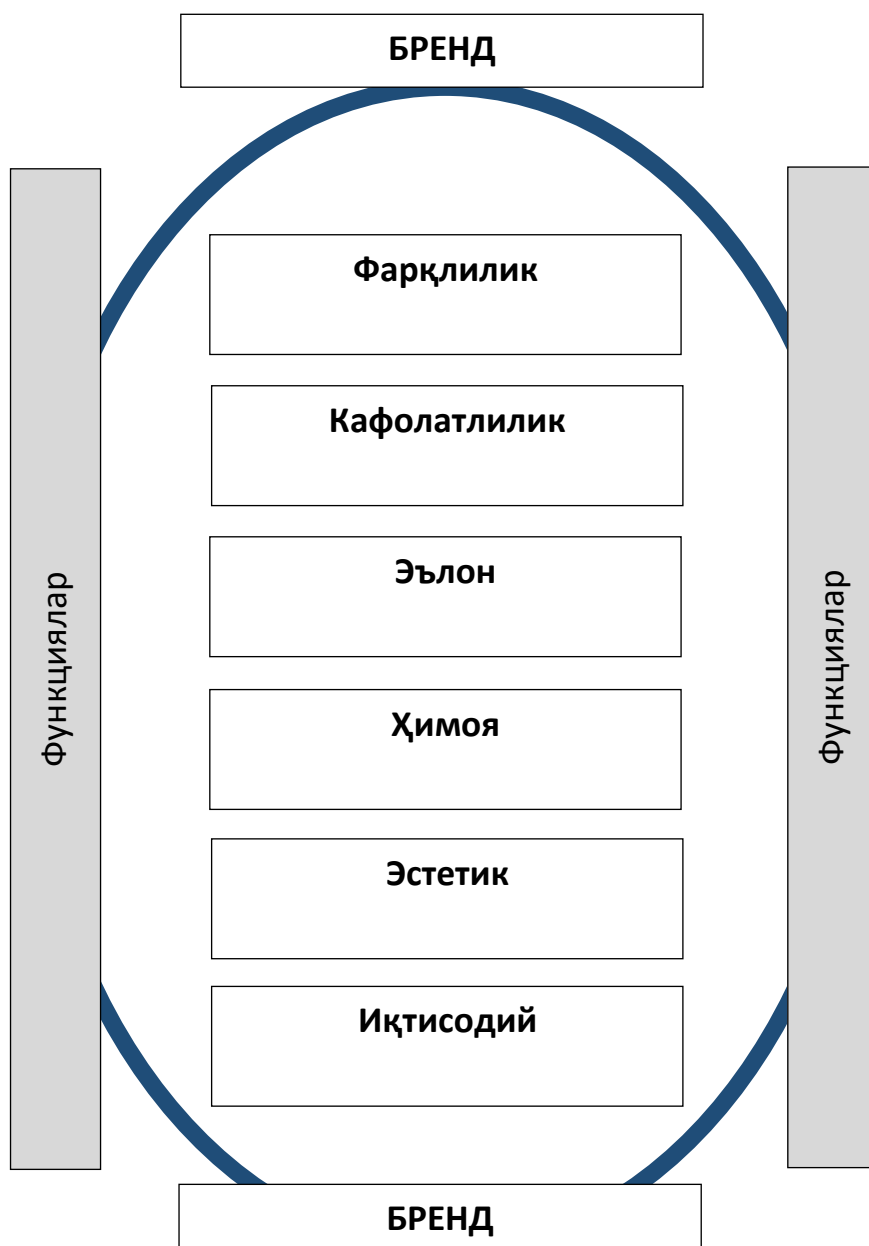 БРЕНД
Функциялар
Фарқлилик
Кафолатлилик
Эълон
Ҳимоя
Эстетик
Иқтисодий
Функциялар
БРЕНД